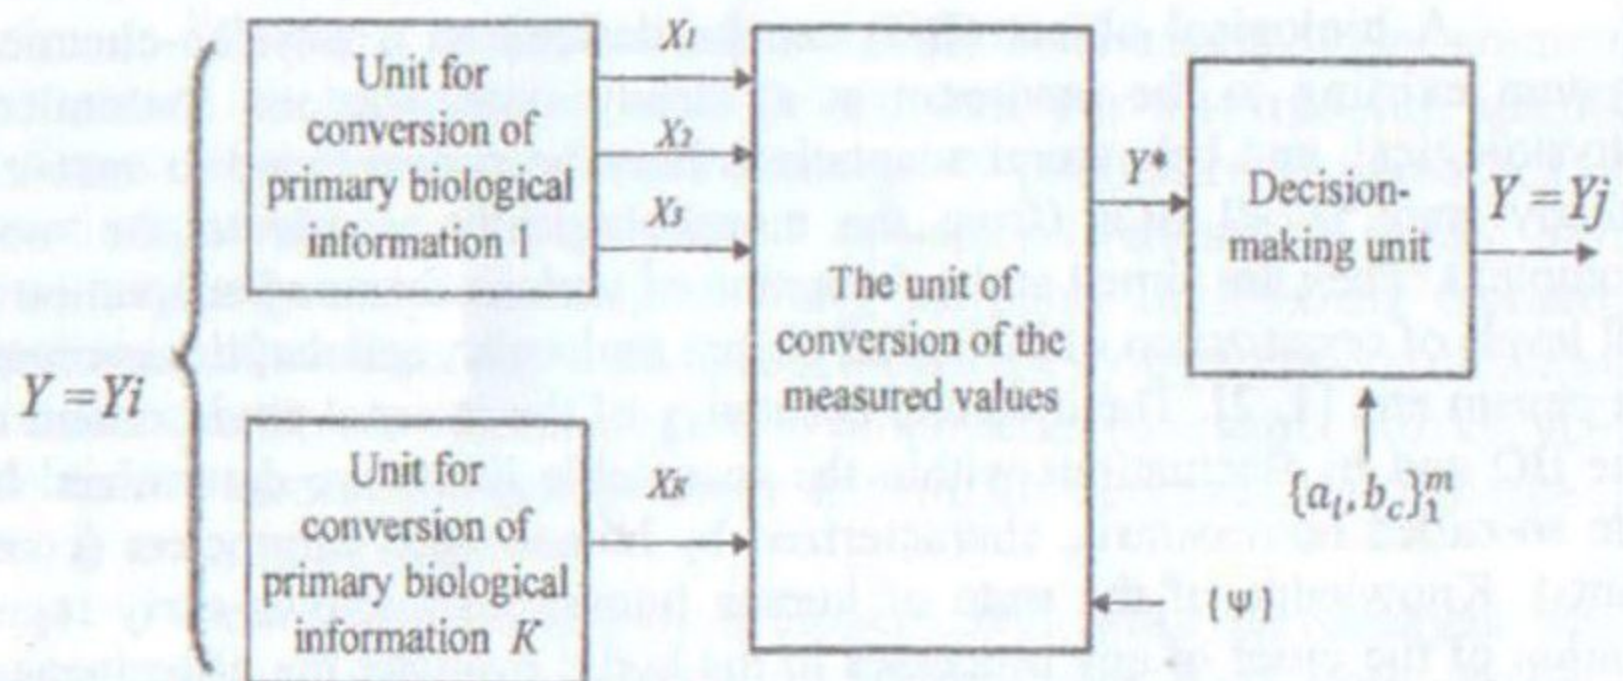 Y=Yi
Unit for
conversion of
primary biological
information 1
Unit for
conversion of
primary biological
information K
X1
X2
X3
XK
The unit of
conversion of the
measured values
Y*
Decision-
making unit
Y=Yj
{al, bc}1m
{ψ}